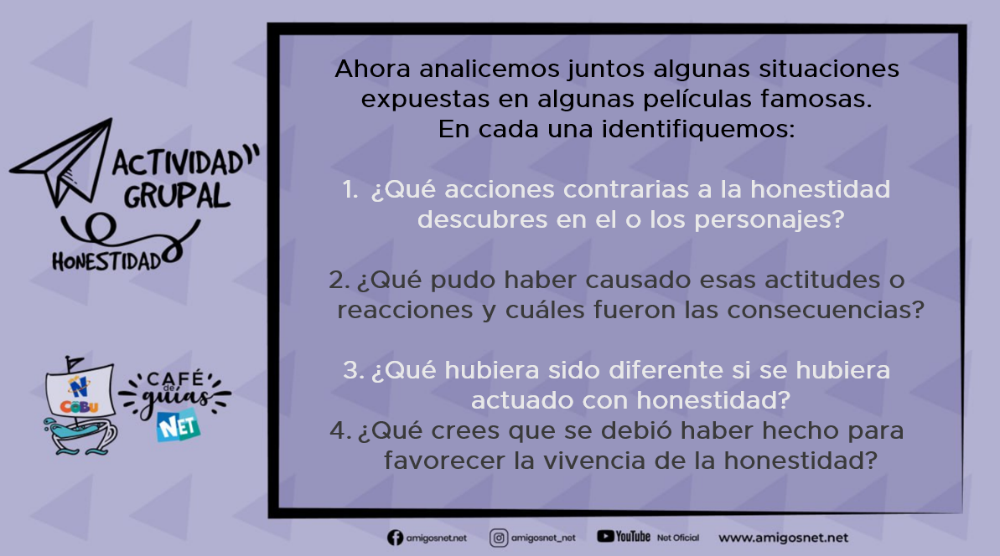 Ahora analicemos juntos algunas situaciones
expuestas en algunas películas famosas.
En cada una identifiquemos:
1. ¿Qué acciones contrarias a la honestidad
descubres en el o los personajes?
2. ¿Qué pudo haber causado esas actitudes o
reacciones y cuáles fueron las consecuencias?
3. ¿Qué hubiera sido diferente si se hubiera
actuado con honestidad?
4. ¿Qué crees que se debió haber hecho para
favorecer la vivencia de la honestidad?
ACTIVIDAD"
GRUPAL
HONESTIDAD
N
COBU
CAFÉ
de
guías
NET
amigosnet.net
amigosnet_net
YouTube Net Oficial
www.amigosnet.net